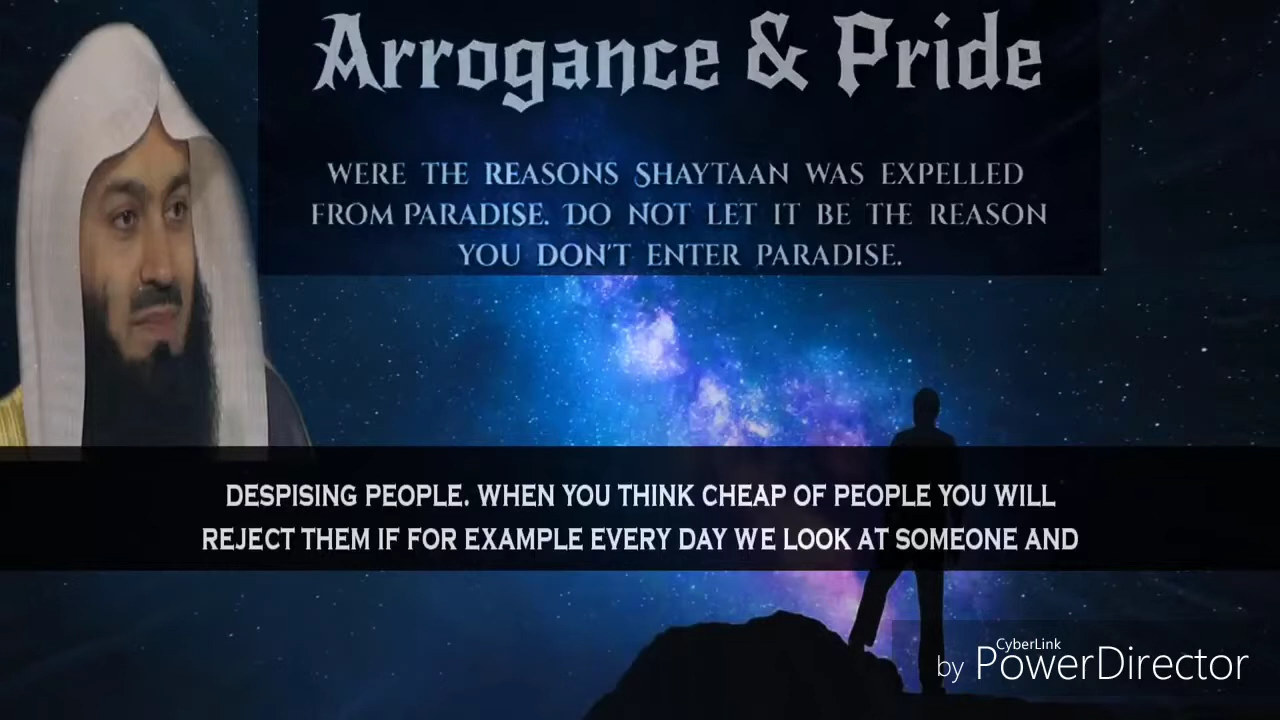 Arrogance & Pride
WERE THE REASONS SHAYTAAN WAS EXPELLED
FROM PARADISE. DO NOT LET IT BE THE REASON
YOU DON'T ENTER PARADISE.
DESPISING PEOPLE. WHEN YOU THINK CHEAP OF PEOPLE YOU WILL
REJECT THEM IF FOR EXAMPLE EVERY DAY WE LOOK AT SOMEONE AND
CyberLink
by PowerDirector